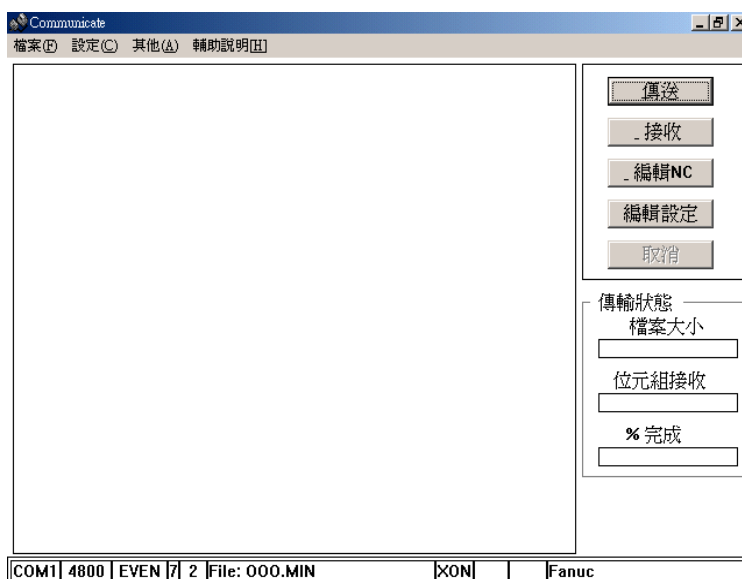 Communicate
檔案(F) 設定(C) 其他(A) 輔助說明[H]
傳送
_ 接收
_ 編輯NC
編輯設定
取消
傳輸狀態
檔案大小
位元組接收
% 完成
COM1 4800 EVEN 7 2 File: OOO.MIN XON Fanuc